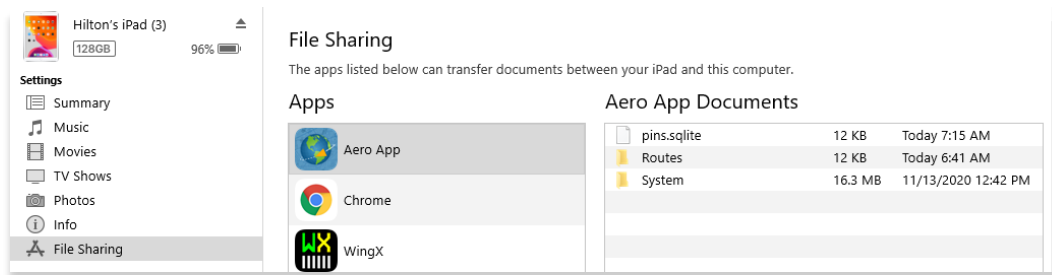 Hilton's iPad (3)
128GB 96%
Settings
Summary
Music
Movies
TV Shows
Photos
Info
File Sharing
File Sharing
The apps listed below can transfer documents between your iPad and this computer.
Apps
Aero App
Chrome
WX
WingX
Aero App Documents
pins.sqlite 12 KB Today 7:15 AM
Routes 12 KB Today 6:41 AM
System 16.3 MB 11/13/2020 12:42 PM